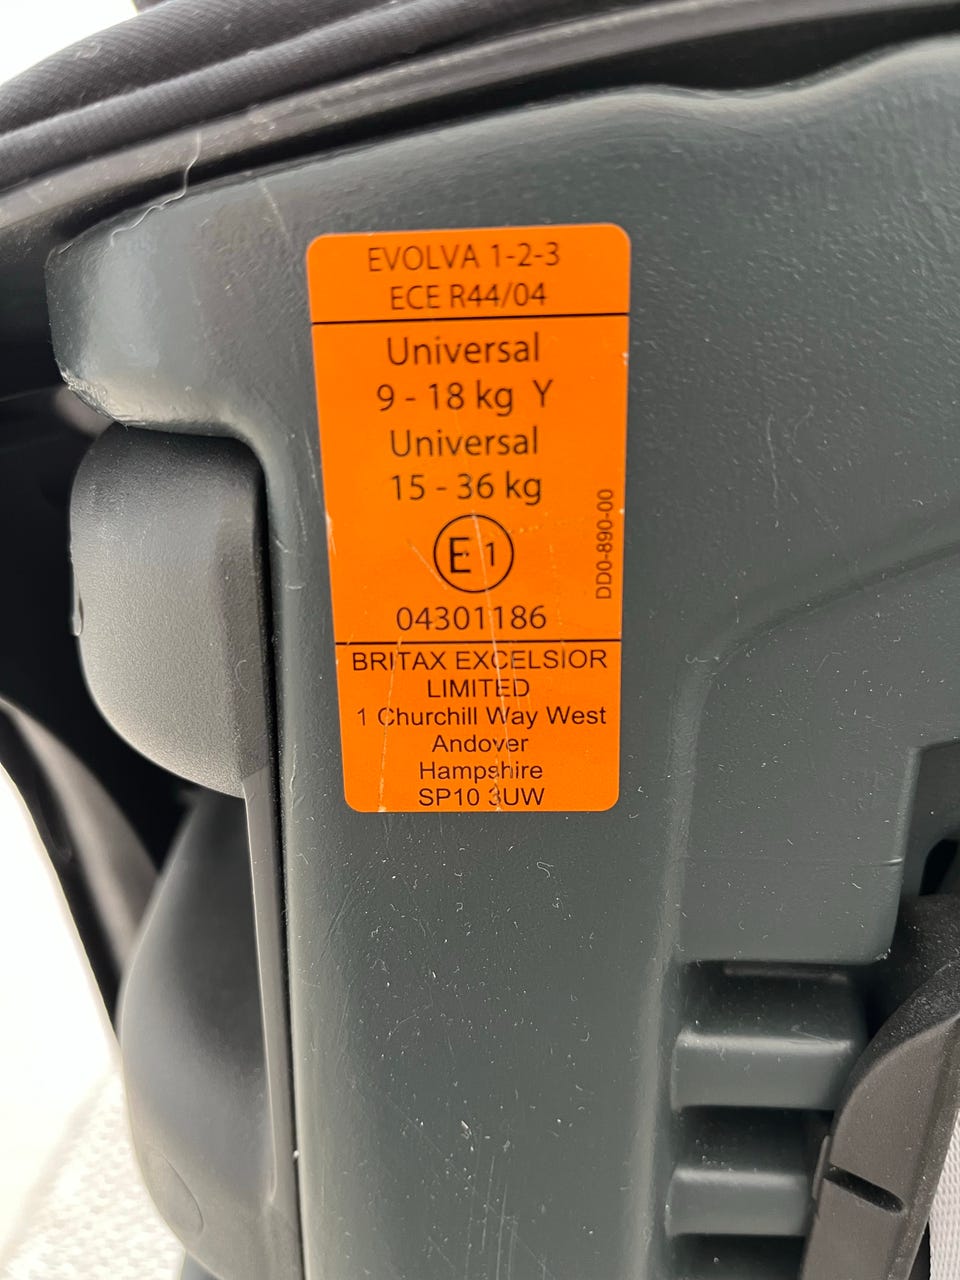 EVOLVA 1-2-3
ECE R44/04
Universal
9 - 18 kg Y
Universal
15 - 36 kg
E 1
04301186
DD0-890-00
BRITAX EXCELSIOR
LIMITED
1 Churchill Way West
Andover
Hampshire
SP10 3UW